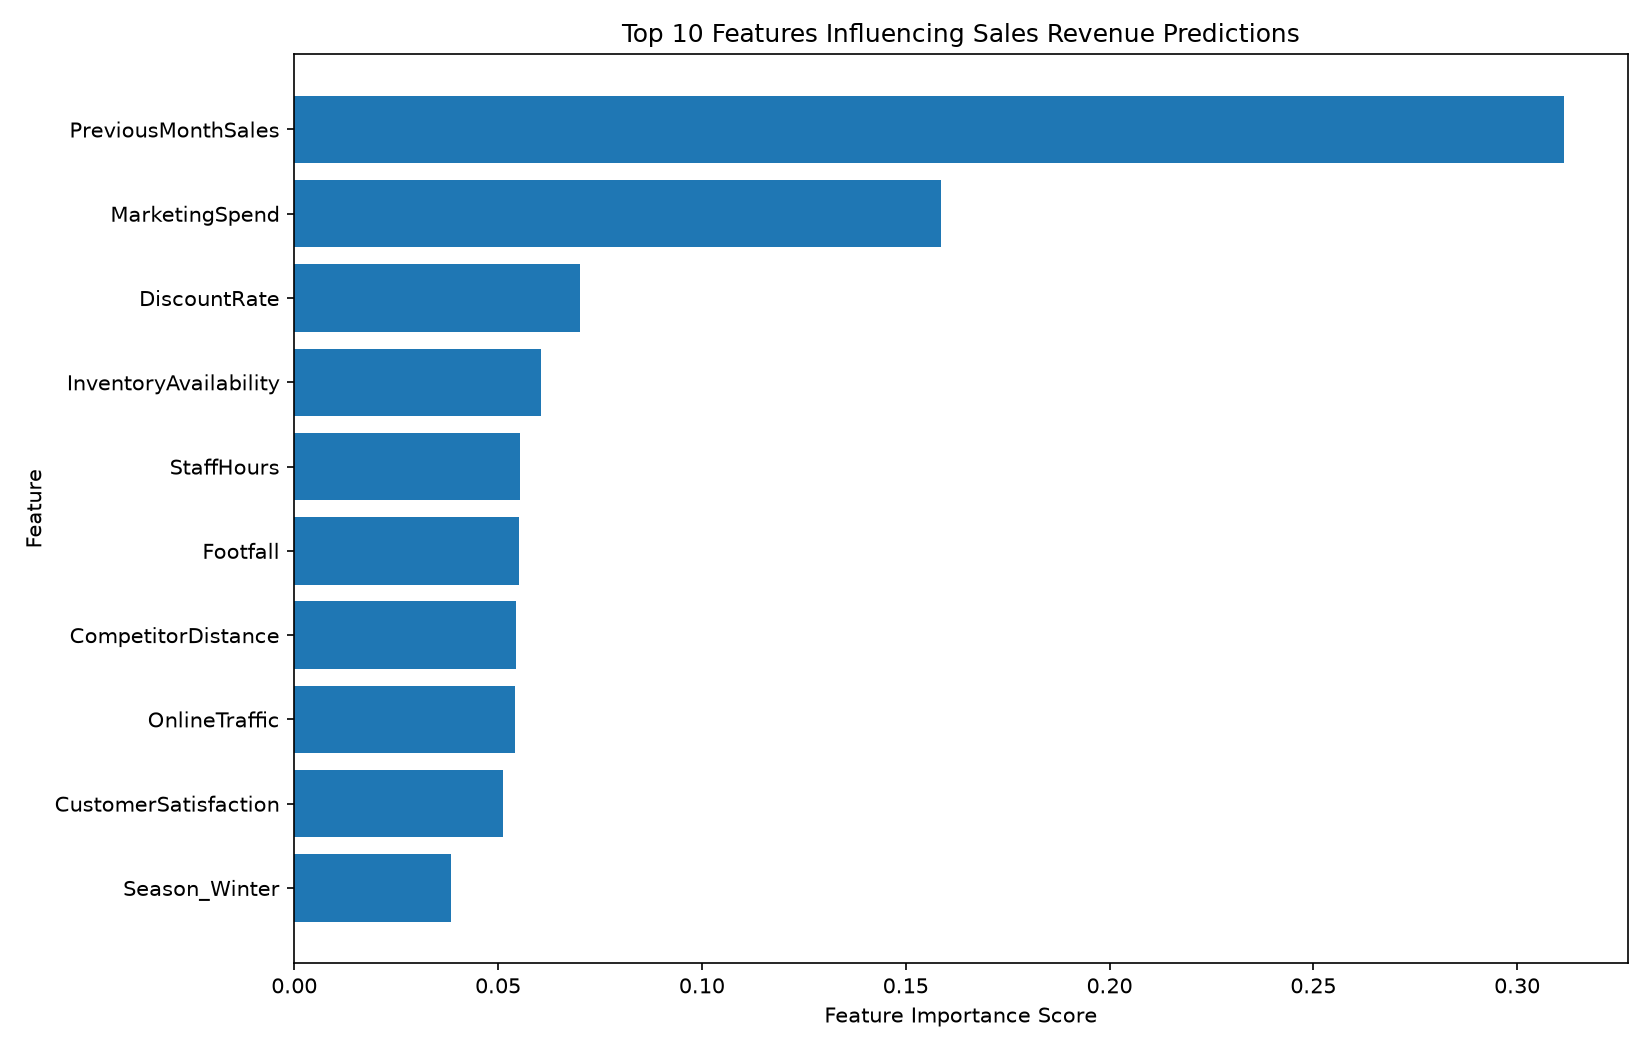 Top 10 Features Influencing Sales Revenue Predictions
PreviousMonthSales
MarketingSpend
DiscountRate
InventoryAvailability
StaffHours
Footfall
CompetitorDistance
OnlineTraffic
CustomerSatisfaction
Season_Winter
Feature
0.00 0.05 0.10 0.15 0.20 0.25 0.30
Feature Importance Score